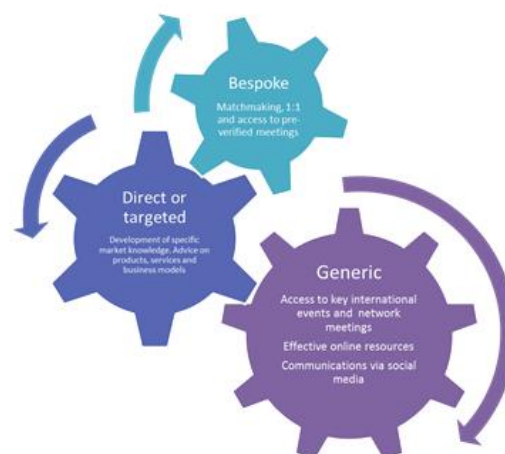 Bespoke
Matchmaking, 1:1
and access to pre-
verified meetings
Direct or
targeted
Development of specific
market knowledge. Advice on
products, services and
business models
Generic
Access to key international
events and network
meetings
Effective online resources
Communications via social
media